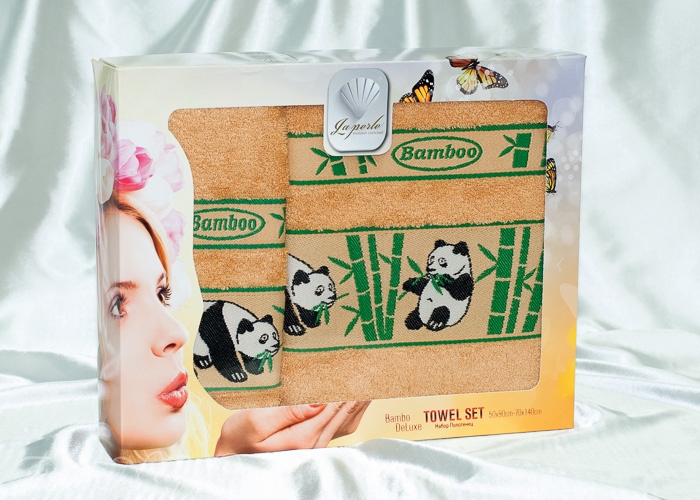 La perle
Bamboo
Bamboo
Bambo
DeLuxe
TOWEL SET
50x90cm-70x140cm
Набор Полотенец